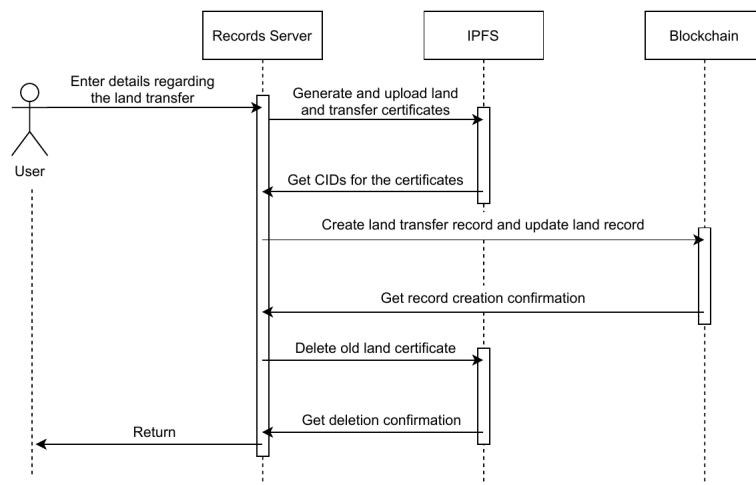 Records Server
IPFS
Blockchain
Enter details regarding
the land transfer
Generate and upload land
and transfer certificates
User
Get CIDs for the certificates
Create land transfer record and update land record
Get record creation confirmation
Delete old land certificate
Get deletion confirmation
Return